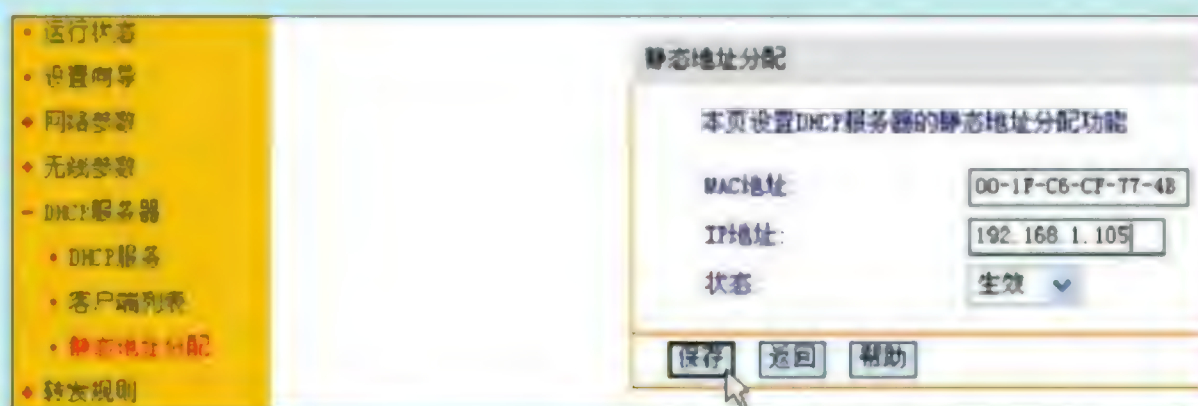 运行状态
设置向导
网络参数
无线参数
DHCP服务器
DHCP服务
客户端列表
静态地址分配
转发规则
静态地址分配
本页设置DHCP服务器的静态地址分配功能
MAC地址: 00-1F-C6-CF-77-4B
IP地址: 192.168.1.105
状态: 生效
保存 返回 帮助